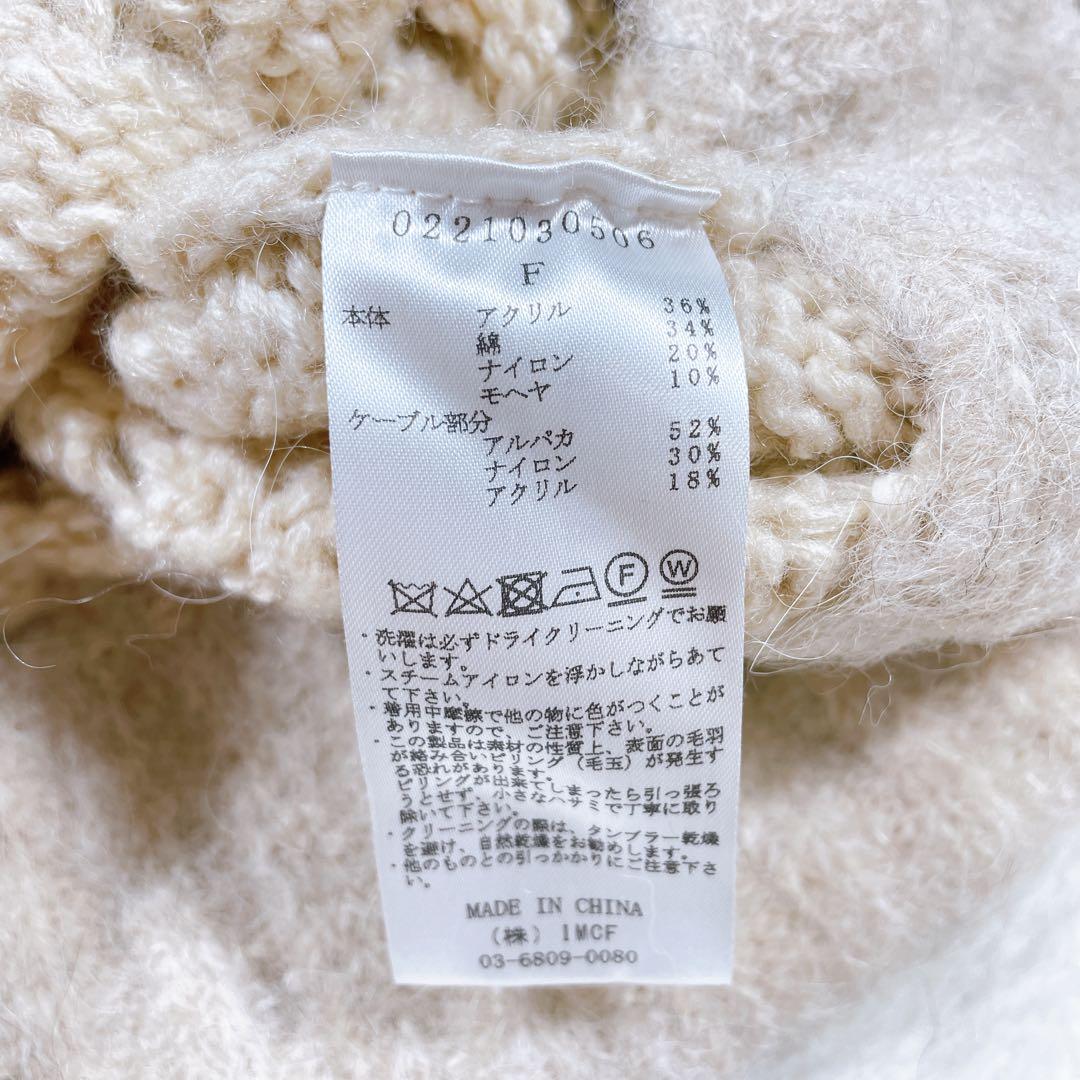 0221030506
F
本体 アクリル 36%
綿 34%
ナイロン 20%
モヘヤ 10%
ケーブル部分
アルパカ 52%
ナイロン 30%
アクリル 18%
F W
・洗濯は必ずドライクリーニングでお願
いします。
・スチームアイロンを浮かしながらあて
て下さい。
・着用中摩擦で他の物に色がつくことが
ありますので、ご注意下さい。
・この製品は素材の性質上、表面の毛羽
が絡み合いピリング（毛玉）が発生す
る恐れがあります。
ピリングが出来てしまったら引っ張ろ
うとせず、小さなハサミで丁寧に取り
除いて下さい。
・クリーニングの際は、タンブラー乾燥
を避け、自然乾燥をお勧めします。
・他のものとの引っかかりにご注意下さ
い。
MADE IN CHINA
（株）IMCF
03-6809-0080